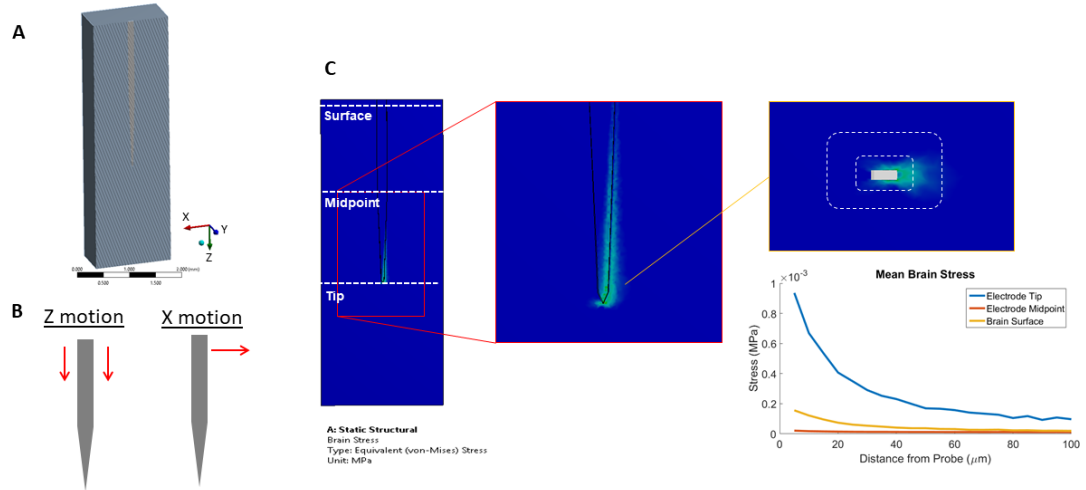 A
X
Y
Z
0.000
1.000
2.000 (mm)
0.500
1.500
B
Z motion
X motion
C
Surface
Midpoint
Tip
A: Static Structural
Brain Stress
Type: Equivalent (von-Mises) Stress
Unit: MPa
×10⁻³
Mean Brain Stress
Electrode Tip
Electrode Midpoint
Brain Surface
Stress (MPa)
1
0.8
0.6
0.4
0.2
0
0
20
40
60
80
100
Distance from Probe (μm)